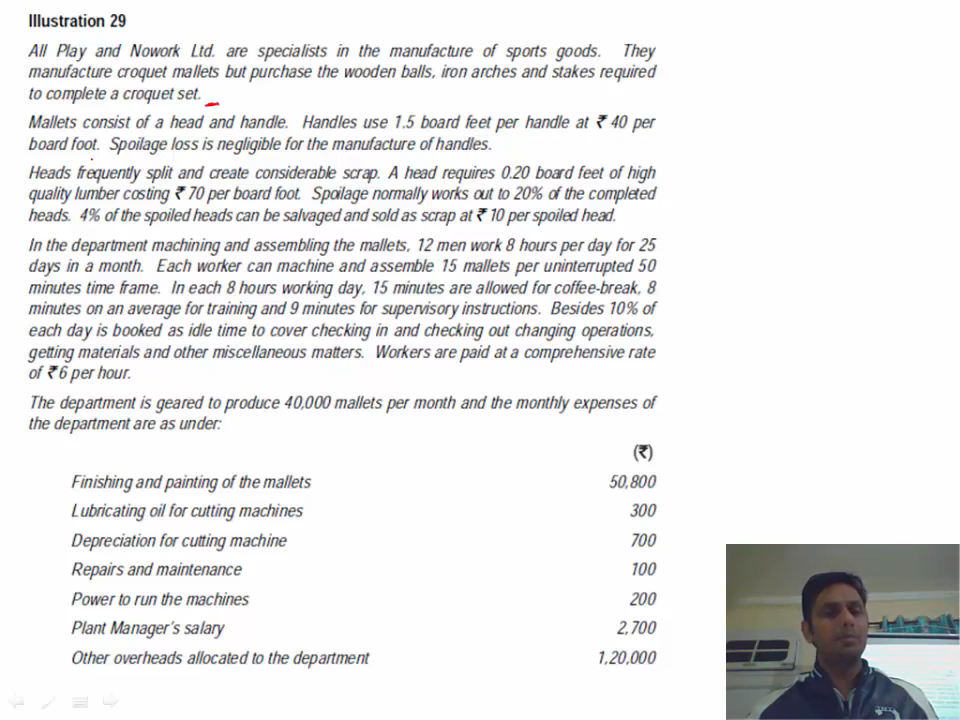 Illustration 29
All Play and Nowork Ltd. are specialists in the manufacture of sports goods. They
manufacture croquet mallets but purchase the wooden balls, iron arches and stakes required
to complete a croquet set.
Mallets consist of a head and handle. Handles use 1.5 board feet per handle at ₹ 40 per
board foot. Spoilage loss is negligible for the manufacture of handles.
Heads frequently split and create considerable scrap. A head requires 0.20 board feet of high
quality lumber costing ₹ 70 per board foot. Spoilage normally works out to 20% of the completed
heads. 4% of the spoiled heads can be salvaged and sold as scrap at ₹ 10 per spoiled head.
In the department machining and assembling the mallets, 12 men work 8 hours per day for 25
days in a month. Each worker can machine and assemble 15 mallets per uninterrupted 50
minutes time frame. In each 8 hours working day, 15 minutes are allowed for coffee-break, 8
minutes on an average for training and 9 minutes for supervisory instructions. Besides 10% of
each day is booked as idle time to cover checking in and checking out changing operations,
getting materials and other miscellaneous matters. Workers are paid at a comprehensive rate
of ₹ 6 per hour.
The department is geared to produce 40,000 mallets per month and the monthly expenses of
the department are as under:
(₹)
Finishing and painting of the mallets 50,800
Lubricating oil for cutting machines 300
Depreciation for cutting machine 700
Repairs and maintenance 100
Power to run the machines 200
Plant Manager's salary 2,700
Other overheads allocated to the department 1,20,000